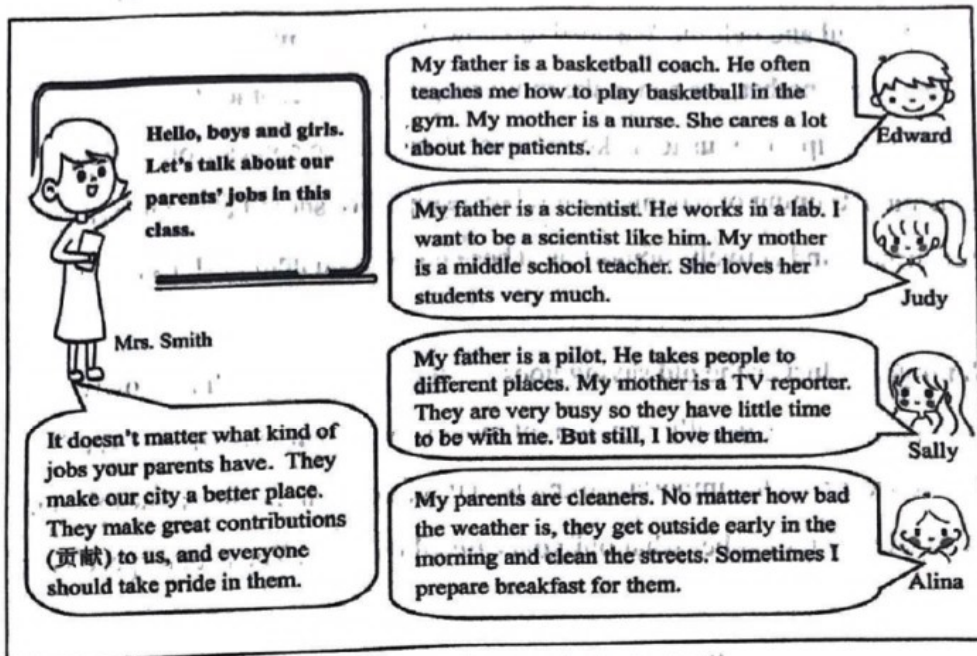 Hello, boys and girls.
Let's talk about our
parents' jobs in this
class.
Mrs. Smith
It doesn't matter what kind of
jobs your parents have. They
make our city a better place.
They make great contributions
(贡献) to us, and everyone
should take pride in them.
My father is a basketball coach. He often
teaches me how to play basketball in the
gym. My mother is a nurse. She cares a lot
about her patients.
Edward
My father is a scientist. He works in a lab. I
want to be a scientist like him. My mother
is a middle school teacher. She loves her
students very much.
Judy
My father is a pilot. He takes people to
different places. My mother is a TV reporter.
They are very busy so they have little time
to be with me. But still, I love them.
Sally
My parents are cleaners. No matter how bad
the weather is, they get outside early in the
morning and clean the streets. Sometimes I
prepare breakfast for them.
Alina